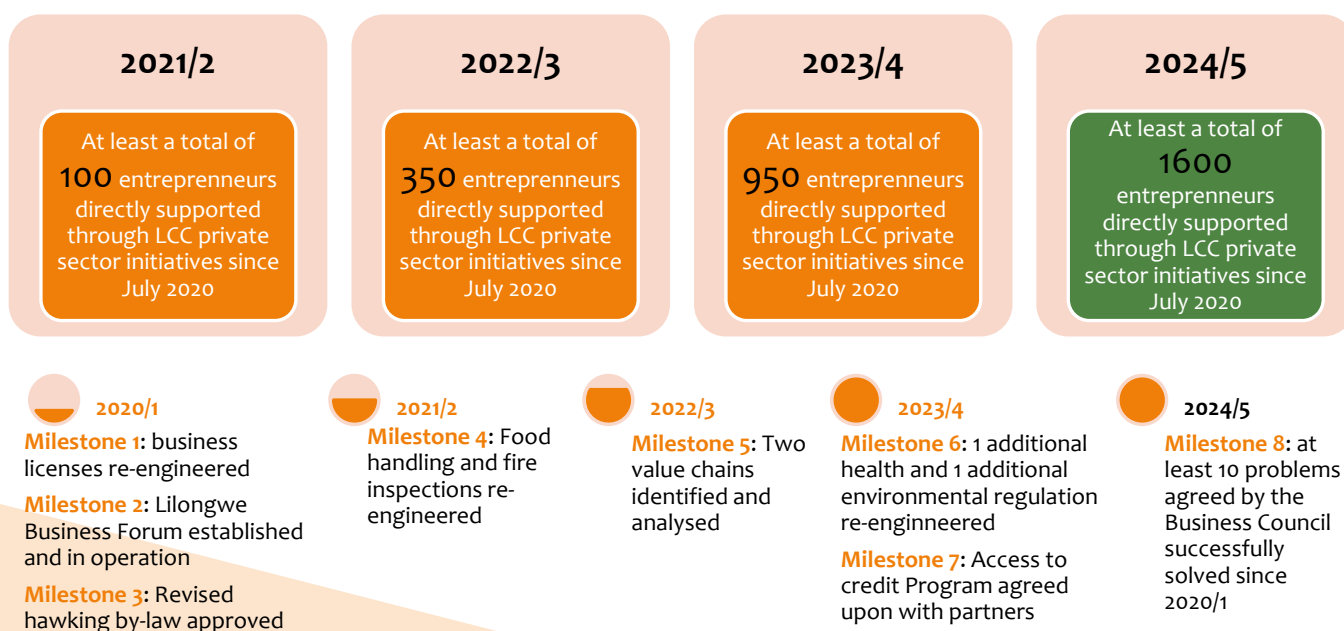 2021/2
At least a total of
100 entreprenneurs
directly supported
through LCC private
sector initiatives since
July 2020
2022/3
At least a total of
350 entreprenneurs
directly supported
through LCC private
sector initiatives since
July 2020
2023/4
At least a total of
950 entreprenneurs
directly supported
through LCC private
sector initiatives since
July 2020
2024/5
At least a total of
1600
entreprenneurs
directly supported
through LCC private
sector initiatives since
July 2020
2020/1
Milestone 1: business
licenses re-engineered
Milestone 2: Lilongwe
Business Forum established
and in operation
Milestone 3: Revised
hawking by-law approved
2021/2
Milestone 4: Food
handling and fire
inspections re-
engineered
2022/3
Milestone 5: Two
value chains
identified and
analysed
2023/4
Milestone 6: 1 additional
health and 1 additional
environmental regulation
re-enginneered
Milestone 7: Access to
credit Program agreed
upon with partners
2024/5
Milestone 8: at
least 10 problems
agreed by the
Business Council
successfully
solved since
2020/1